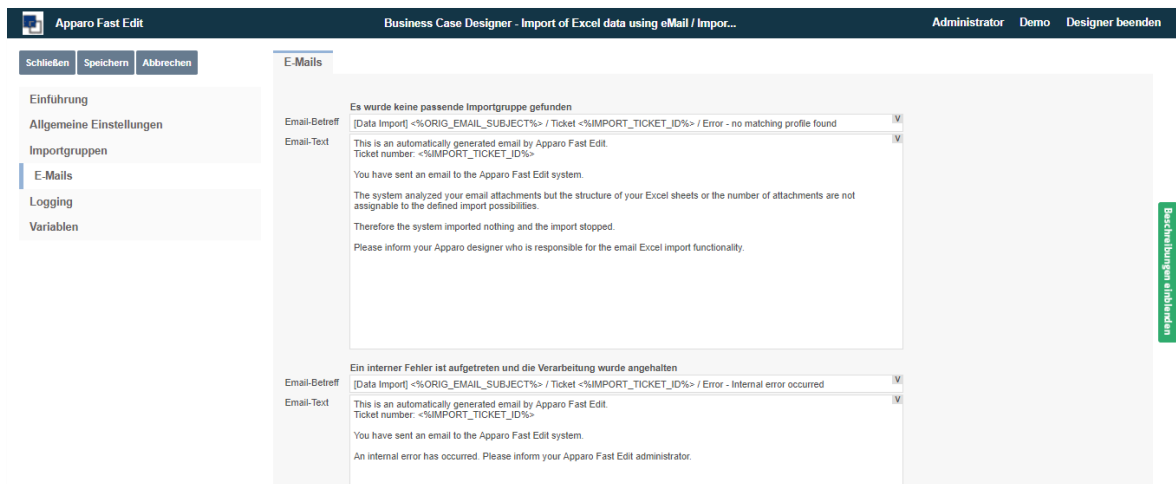 Apparo Fast Edit
Business Case Designer - Import of Excel data using eMail / Impor...
Administrator Demo Designer beenden
Schließen Speichern Abbrechen
E-Mails
Einführung
Allgemeine Einstellungen
Importgruppen
E-Mails
Logging
Variablen
Es wurde keine passende Importgruppe gefunden
Email-Betreff [Data Import] <%ORIG_EMAIL_SUBJECT%> / Ticket <%IMPORT_TICKET_ID%> / Error - no matching profile found V
Email-Text This is an automatically generated email by Apparo Fast Edit. V
Ticket number: <%IMPORT_TICKET_ID%>
You have sent an email to the Apparo Fast Edit system.
The system analyzed your email attachments but the structure of your Excel sheets or the number of attachments are not
assignable to the defined import possibilities.
Therefore the system imported nothing and the import stopped.
Please inform your Apparo designer who is responsible for the email Excel import functionality.
Ein interner Fehler ist aufgetreten und die Verarbeitung wurde angehalten
Email-Betreff [Data Import] <%ORIG_EMAIL_SUBJECT%> / Ticket <%IMPORT_TICKET_ID%> / Error - Internal error occurred V
Email-Text This is an automatically generated email by Apparo Fast Edit. V
Ticket number: <%IMPORT_TICKET_ID%>
You have sent an email to the Apparo Fast Edit system.
An internal error has occurred. Please inform your Apparo Fast Edit administrator.
Beschreibungen einblenden